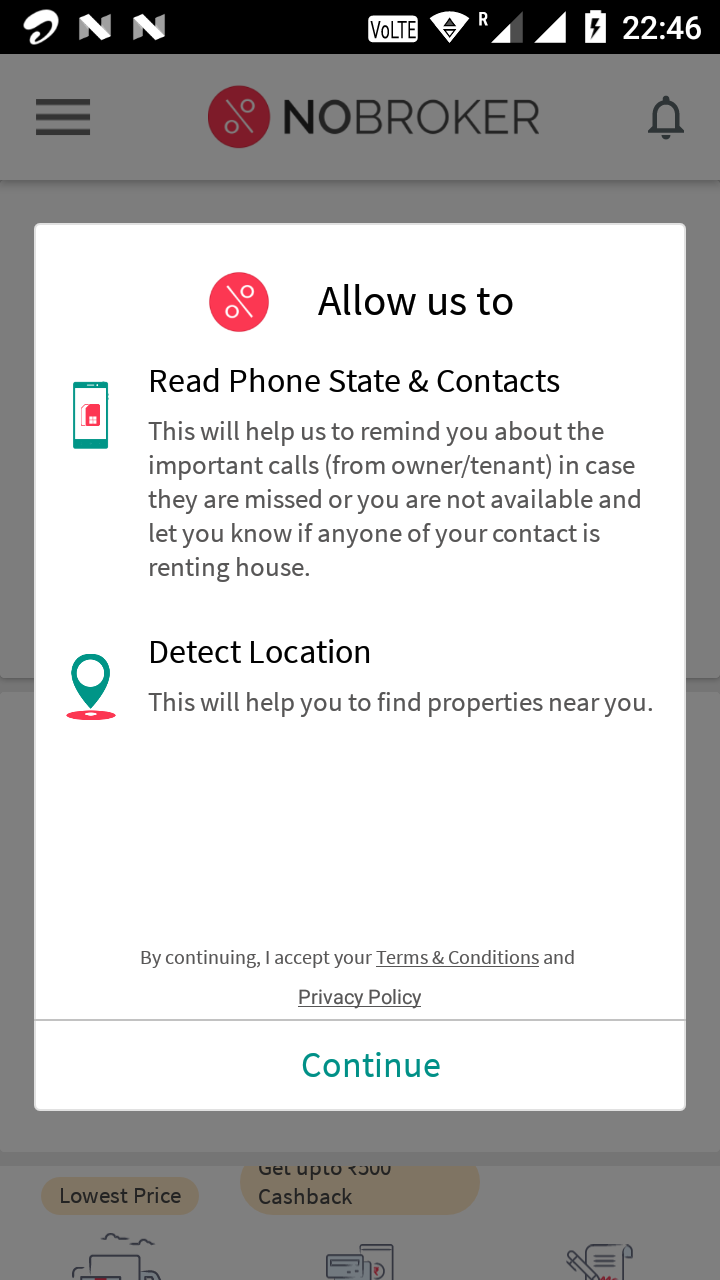 VoLTE R 22:46
NOBROKER
Allow us to
Read Phone State & Contacts
This will help us to remind you about the
important calls (from owner/tenant) in case
they are missed or you are not available and
let you know if anyone of your contact is
renting house.
Detect Location
This will help you to find properties near you.
By continuing, I accept your Terms & Conditions and
Privacy Policy
Continue
Get upto ₹500
Lowest Price
Cashback